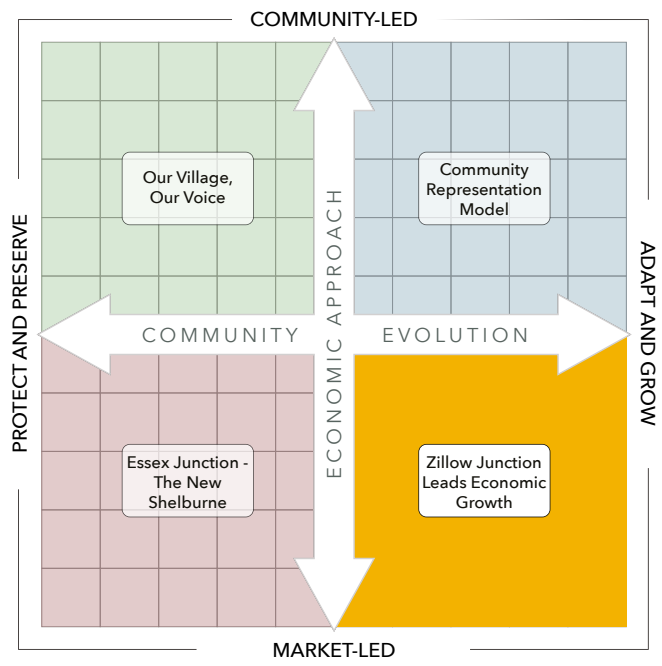 COMMUNITY-LED
Our Village,
Our Voice
Community
Representation
Model
PROTECT AND PRESERVE
ECONOMIC APPROACH
ADAPT AND GROW
COMMUNITY
EVOLUTION
Essex Junction -
The New
Shelburne
Zillow Junction
Leads Economic
Growth
MARKET-LED